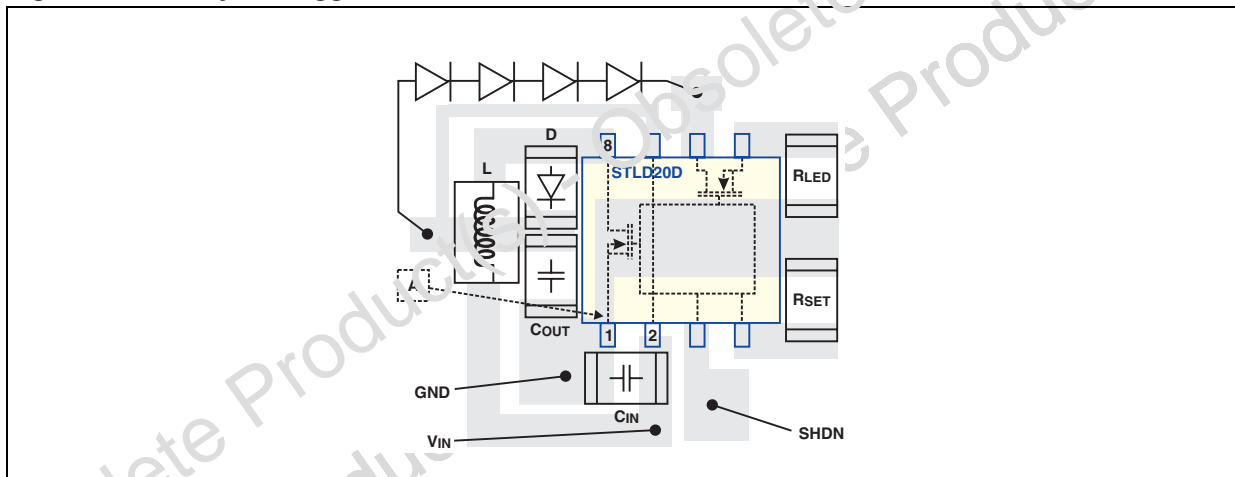 D
8
STLD20D
L
RLED
A
RSET
COUT
1
2
GND
CIN
VIN
SHDN
Obsolete Product(s) - Obsolete Product